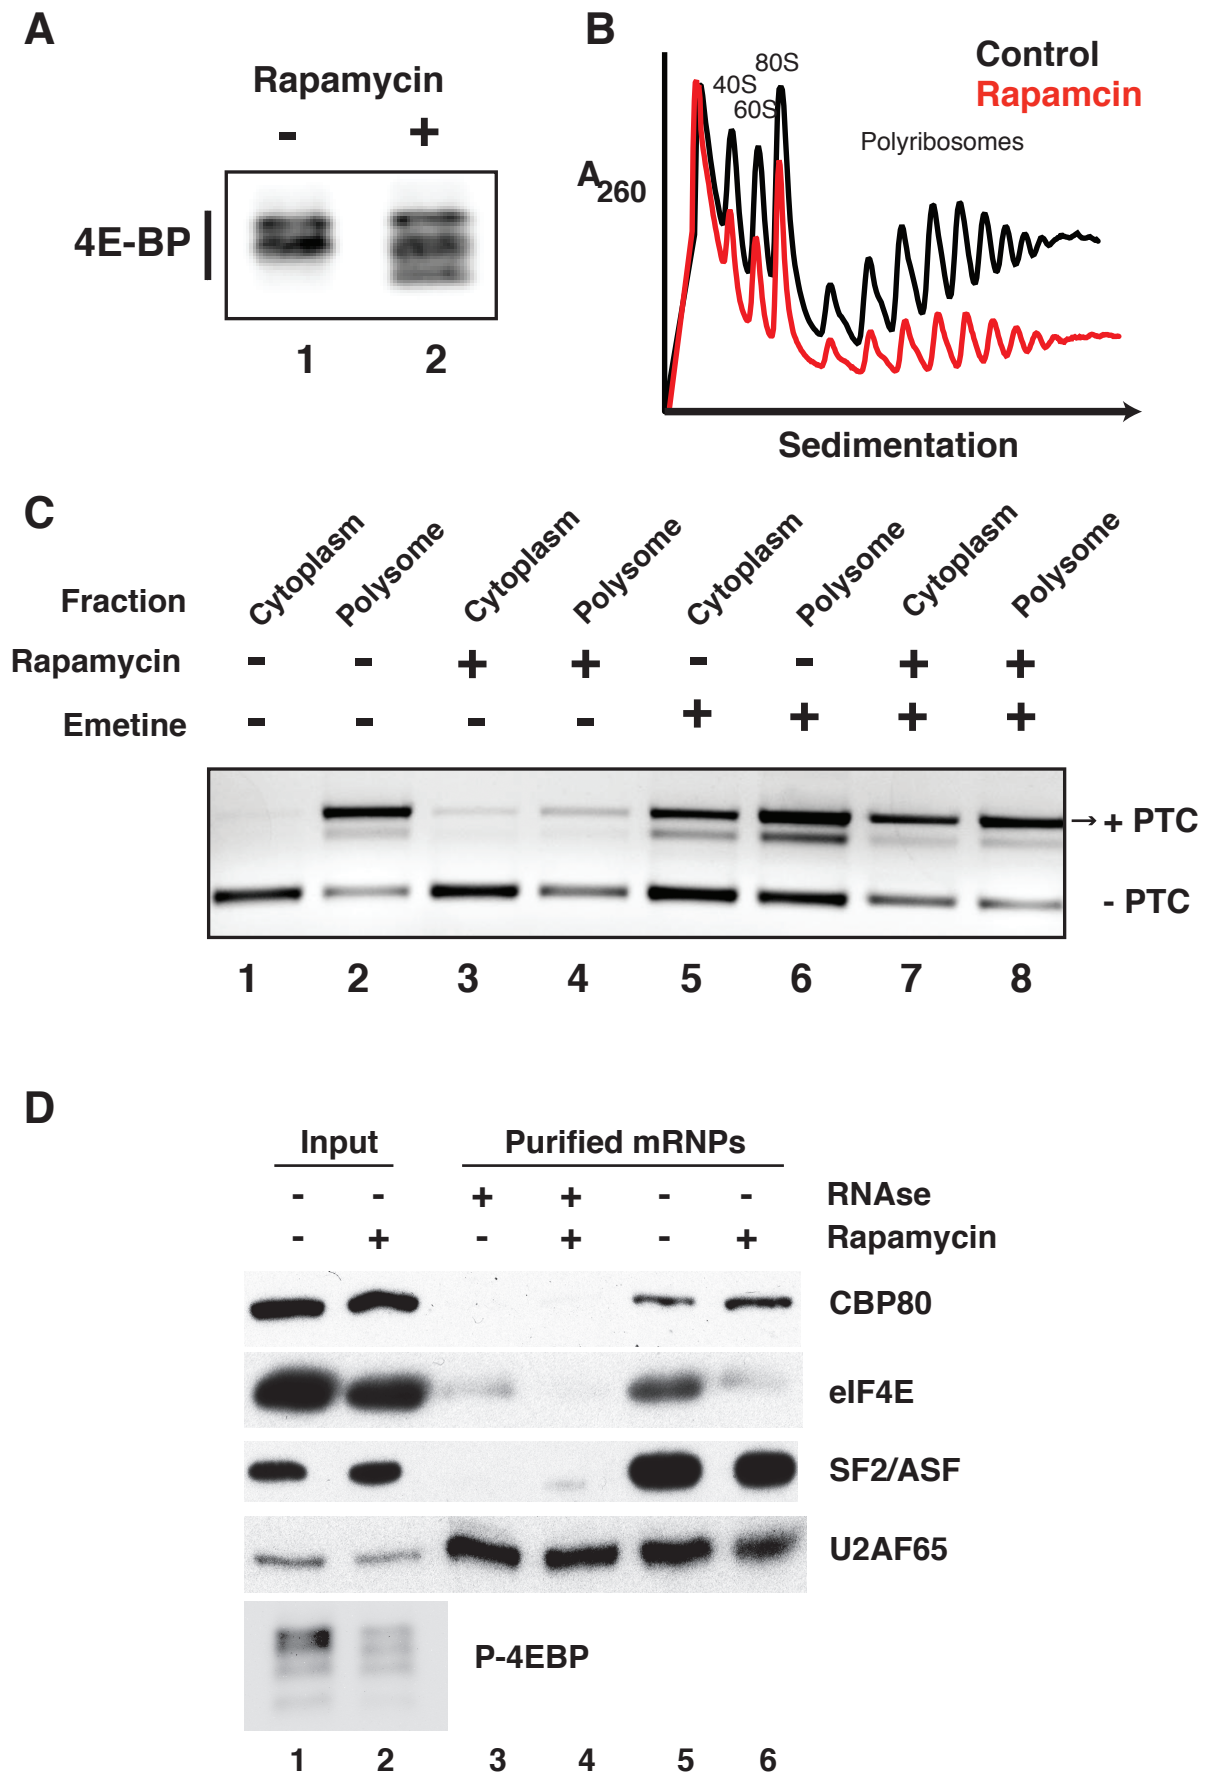 A
Rapamycin
- +
4E-BP
1 2
B
Control
Rapamcin
80S
40S
60S
Polyribosomes
A260
Sedimentation
C
Fraction Cytoplasm Polysome Cytoplasm Polysome Cytoplasm Polysome Cytoplasm Polysome
Rapamycin - - + + - - + +
Emetine - - - - + + + +
→ + PTC
- PTC
1 2 3 4 5 6 7 8
D
Input Purified mRNPs
- - + + - - RNAse
- + - + - + Rapamycin
CBP80
eIF4E
SF2/ASF
U2AF65
P-4EBP
1 2 3 4 5 6